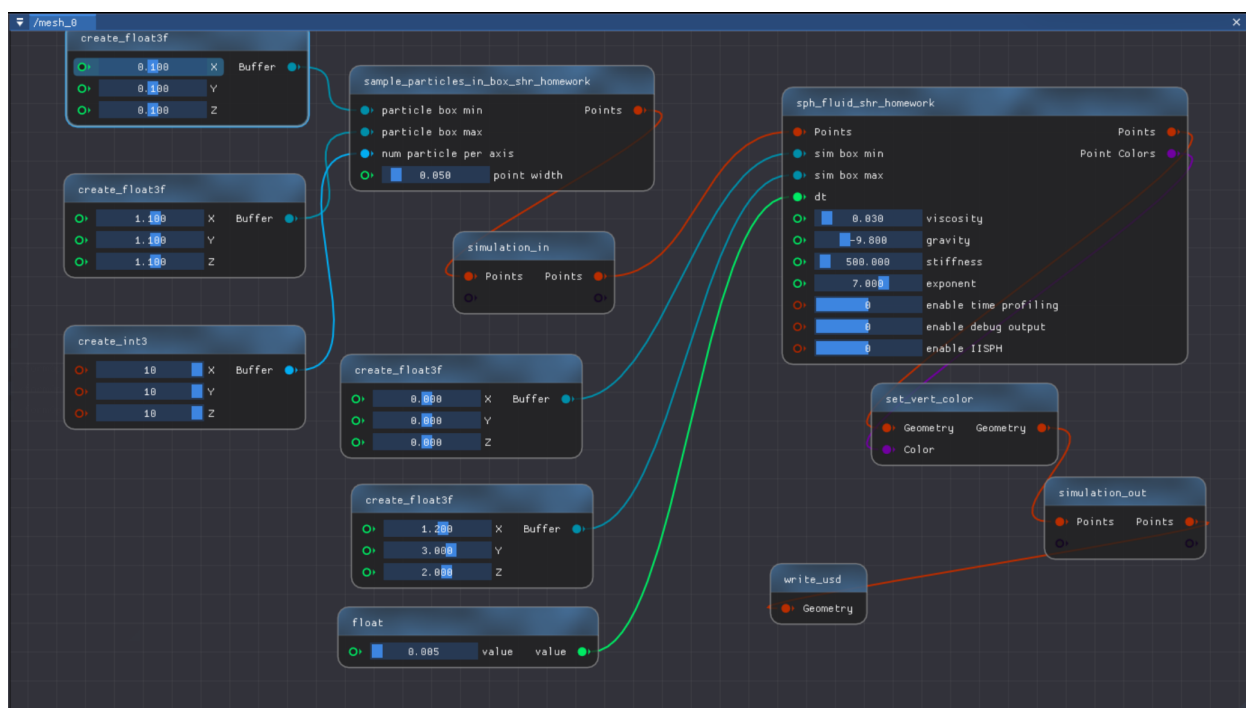 /mesh_0
create_float3f
0.100 X Buffer
0.100 Y
0.100 Z
sample_particles_in_box_shr_homework
particle box min Points
particle box max
num particle per axis
0.050 point width
create_float3f
1.100 X Buffer
1.100 Y
1.100 Z
simulation_in
Points Points
create_int3
10 X Buffer
10 Y
10 Z
create_float3f
0.000 X Buffer
0.000 Y
0.000 Z
create_float3f
1.200 X Buffer
3.000 Y
2.000 Z
float
0.005 value value
sph_fluid_shr_homework
Points Points
sim box min Point Colors
sim box max
dt
0.030 viscosity
-9.800 gravity
500.000 stiffness
7.000 exponent
0 enable time profiling
0 enable debug output
0 enable IISPH
set_vert_color
Geometry Geometry
Color
simulation_out
Points Points
write_usd
Geometry